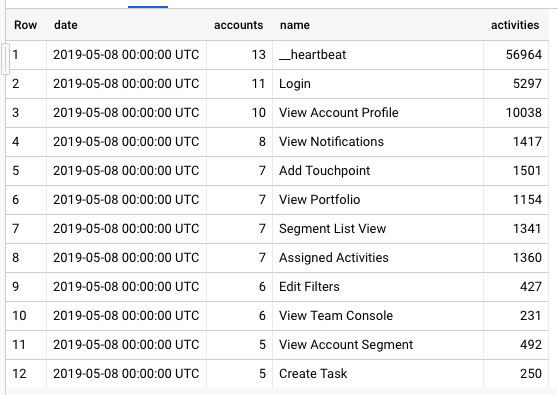 Row date accounts name activities
1 2019-05-08 00:00:00 UTC 13 __heartbeat 56964
2 2019-05-08 00:00:00 UTC 11 Login 5297
3 2019-05-08 00:00:00 UTC 10 View Account Profile 10038
4 2019-05-08 00:00:00 UTC 8 View Notifications 1417
5 2019-05-08 00:00:00 UTC 7 Add Touchpoint 1501
6 2019-05-08 00:00:00 UTC 7 View Portfolio 1154
7 2019-05-08 00:00:00 UTC 7 Segment List View 1341
8 2019-05-08 00:00:00 UTC 7 Assigned Activities 1360
9 2019-05-08 00:00:00 UTC 6 Edit Filters 427
10 2019-05-08 00:00:00 UTC 6 View Team Console 231
11 2019-05-08 00:00:00 UTC 5 View Account Segment 492
12 2019-05-08 00:00:00 UTC 5 Create Task 250